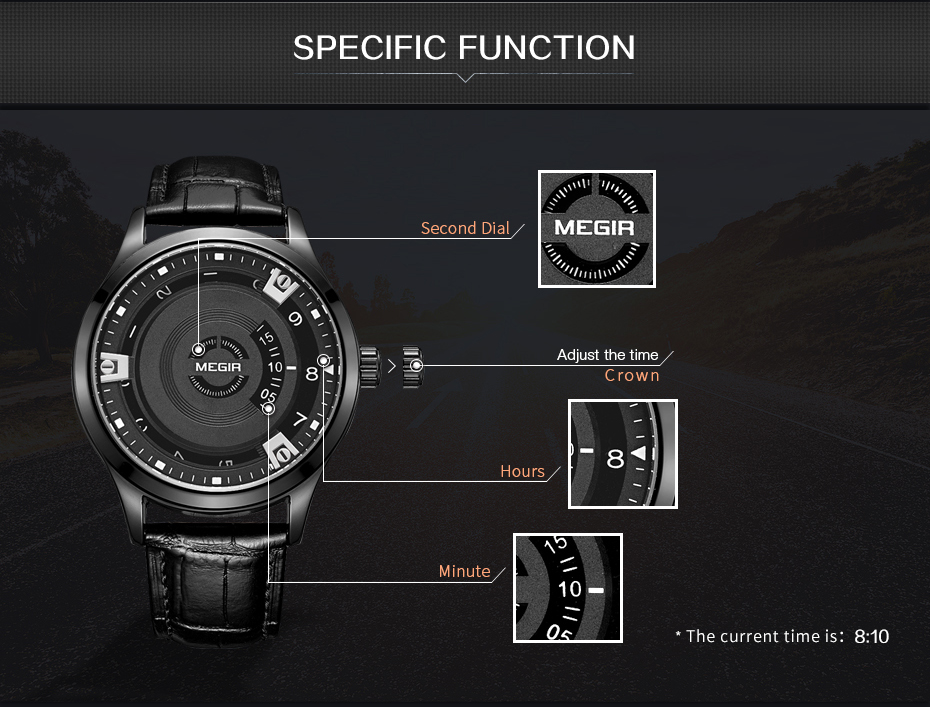 SPECIFIC FUNCTION
Second Dial
MEGIR
9
15
10
8
MEGIR
05
7
Adjust the time
Crown
Hours
8
Minute
15
10
05
* The current time is: 8:10